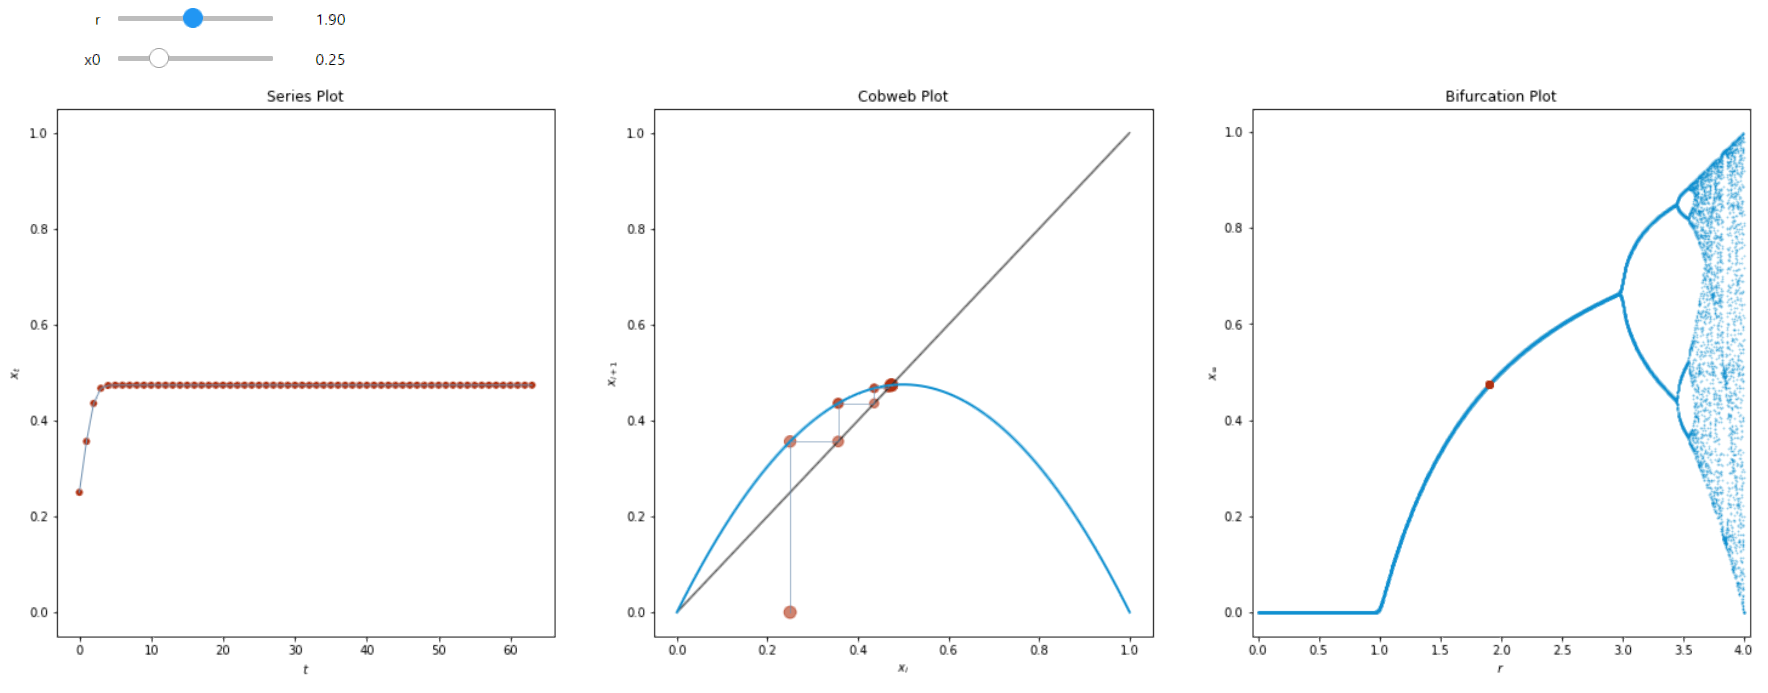 r 1.90
x0 0.25
Series Plot
1.0
0.8
0.6
0.4
0.2
0.0
x_t
0 10 20 30 40 50 60
t
Cobweb Plot
1.0
0.8
0.6
0.4
0.2
0.0
x_{i+1}
0.0 0.2 0.4 0.6 0.8 1.0
x_i
Bifurcation Plot
1.0
0.8
0.6
0.4
0.2
0.0
x_∞
0.0 0.5 1.0 1.5 2.0 2.5 3.0 3.5 4.0
r